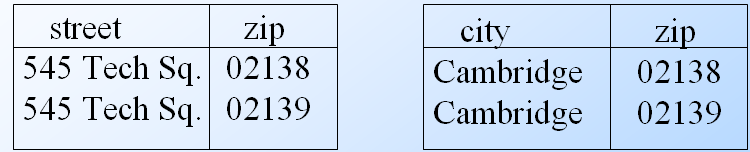 street zip
545 Tech Sq. 02138
545 Tech Sq. 02139
city zip
Cambridge 02138
Cambridge 02139